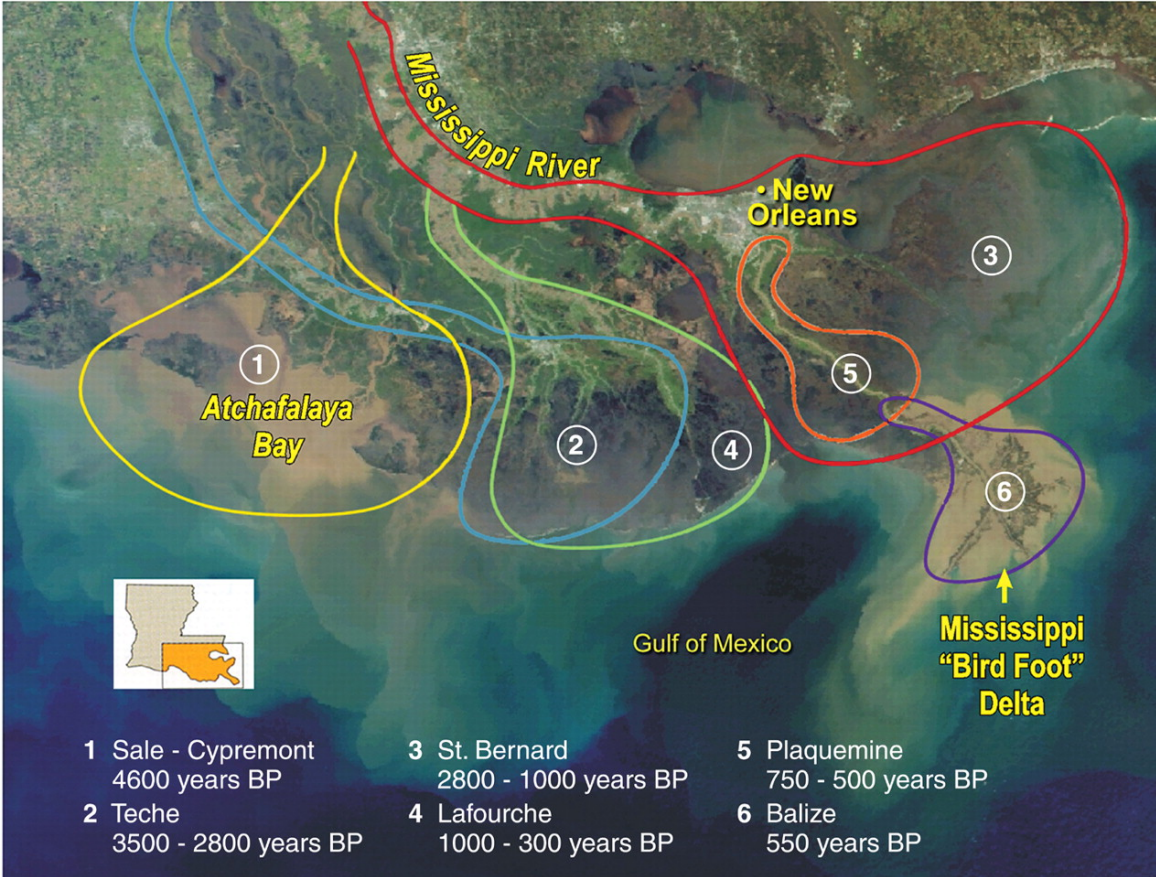 Mississippi River
• New
Orleans
3
1
5
Atchafalaya
Bay
2
4
6
Gulf of Mexico
Mississippi
“Bird Foot”
Delta
1 Sale - Cypremont
4600 years BP
2 Teche
3500 - 2800 years BP
3 St. Bernard
2800 - 1000 years BP
4 Lafourche
1000 - 300 years BP
5 Plaquemine
750 - 500 years BP
6 Balize
550 years BP